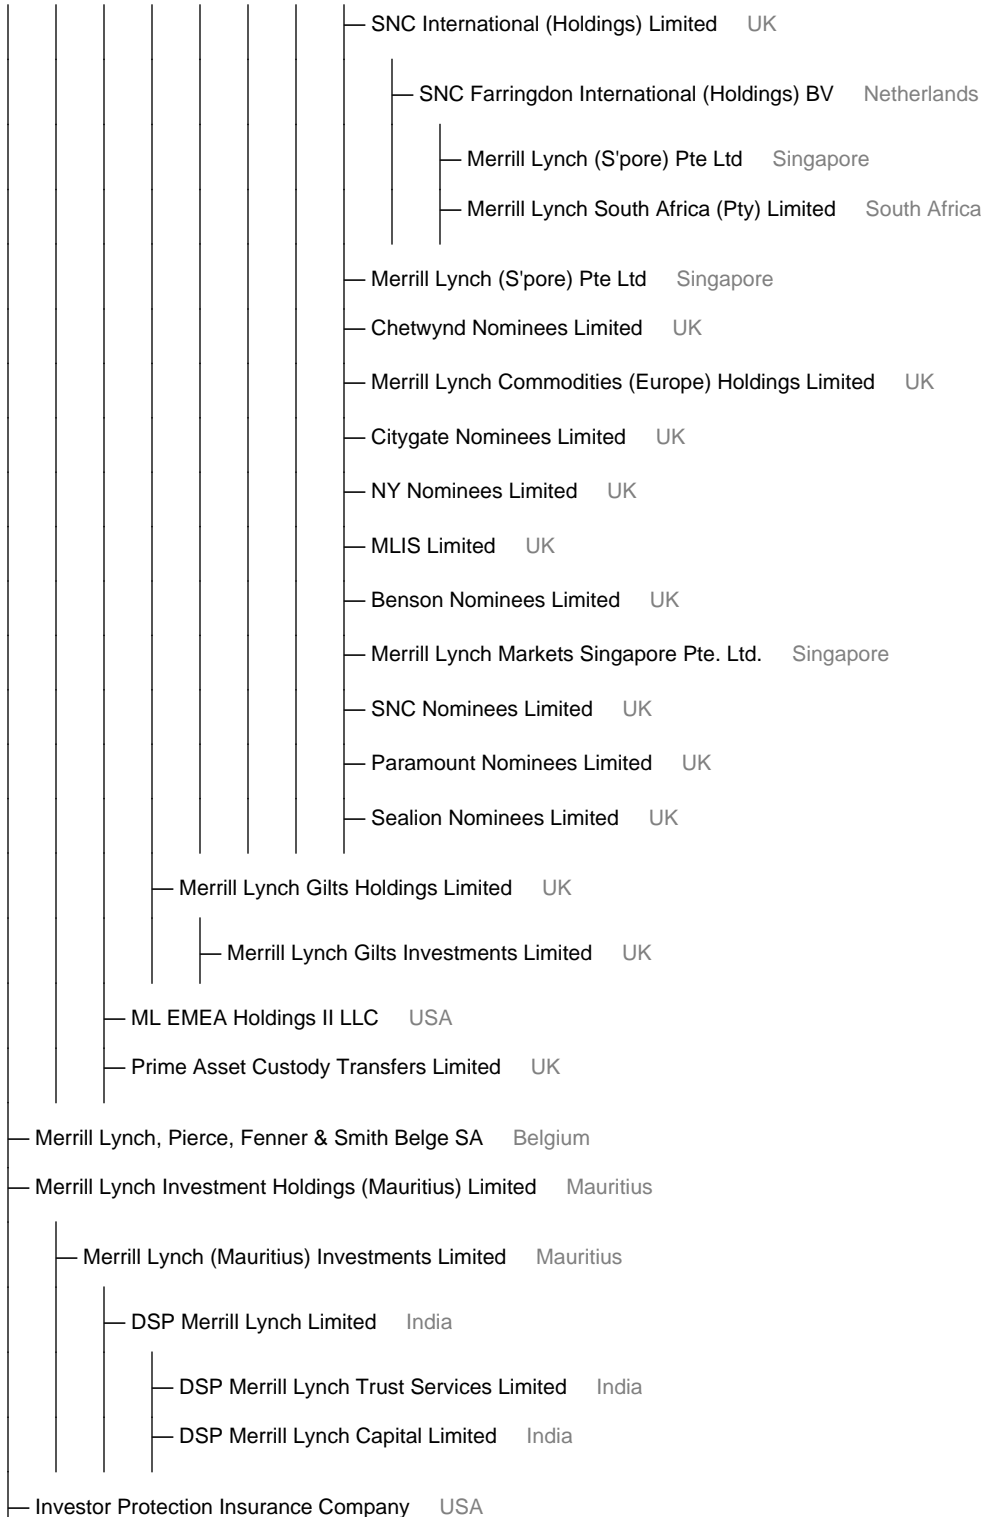 SNC International (Holdings) Limited UK
SNC Farringdon International (Holdings) BV Netherlands
Merrill Lynch (S'pore) Pte Ltd Singapore
Merrill Lynch South Africa (Pty) Limited South Africa
Merrill Lynch (S'pore) Pte Ltd Singapore
Chetwynd Nominees Limited UK
Merrill Lynch Commodities (Europe) Holdings Limited UK
Citygate Nominees Limited UK
NY Nominees Limited UK
MLIS Limited UK
Benson Nominees Limited UK
Merrill Lynch Markets Singapore Pte. Ltd. Singapore
SNC Nominees Limited UK
Paramount Nominees Limited UK
Sealion Nominees Limited UK
Merrill Lynch Gilts Holdings Limited UK
Merrill Lynch Gilts Investments Limited UK
ML EMEA Holdings II LLC USA
Prime Asset Custody Transfers Limited UK
Merrill Lynch, Pierce, Fenner & Smith Belge SA Belgium
Merrill Lynch Investment Holdings (Mauritius) Limited Mauritius
Merrill Lynch (Mauritius) Investments Limited Mauritius
DSP Merrill Lynch Limited India
DSP Merrill Lynch Trust Services Limited India
DSP Merrill Lynch Capital Limited India
Investor Protection Insurance Company USA